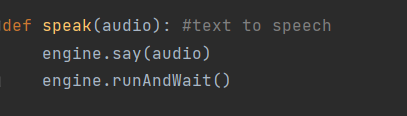 def speak(audio): #text to speech
    engine.say(audio)
    engine.runAndWait()